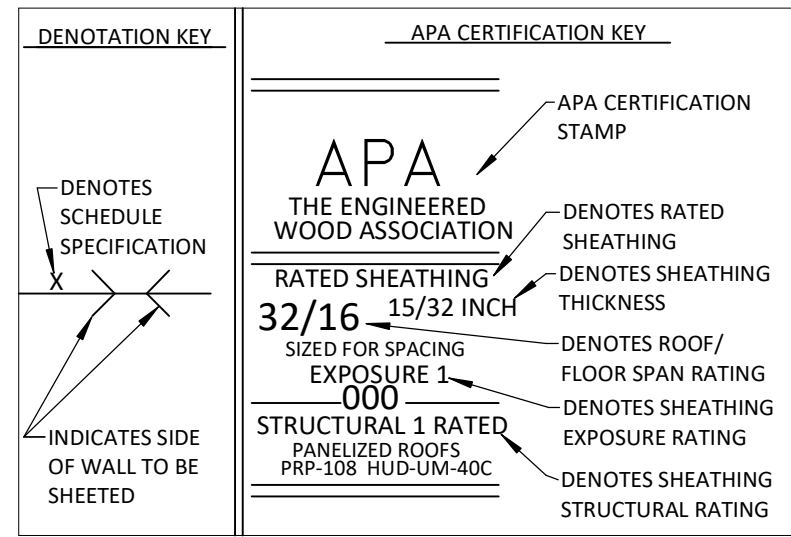 DENOTATION KEY
DENOTES
SCHEDULE
SPECIFICATION
X
INDICATES SIDE
OF WALL TO BE
SHEETED
APA CERTIFICATION KEY
APA
THE ENGINEERED
WOOD ASSOCIATION
RATED SHEATHING
32/16 15/32 INCH
SIZED FOR SPACING
EXPOSURE 1
000
STRUCTURAL 1 RATED
PANELIZED ROOFS
PRP-108 HUD-UM-40C
APA CERTIFICATION
STAMP
DENOTES RATED
SHEATHING
DENOTES SHEATHING
THICKNESS
DENOTES ROOF/
FLOOR SPAN RATING
DENOTES SHEATHING
EXPOSURE RATING
DENOTES SHEATHING
STRUCTURAL RATING